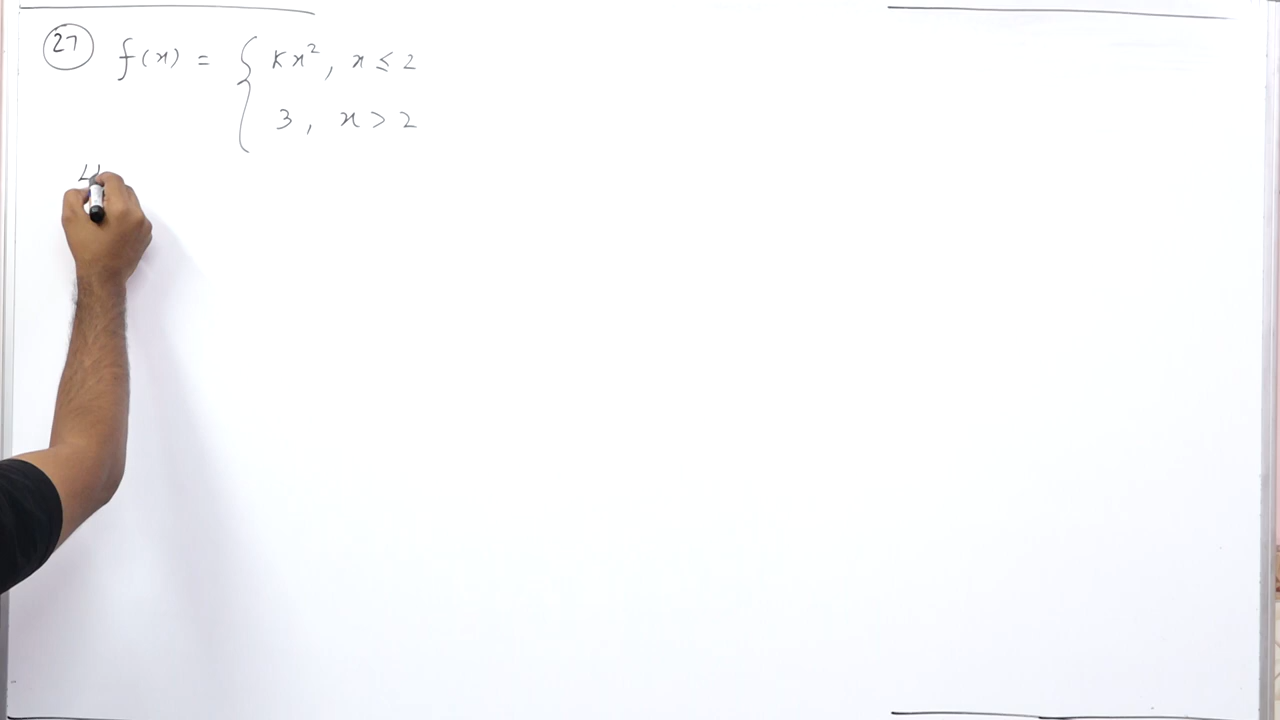 27 f(x) = { Kx², x ≤ 2
3, x > 2